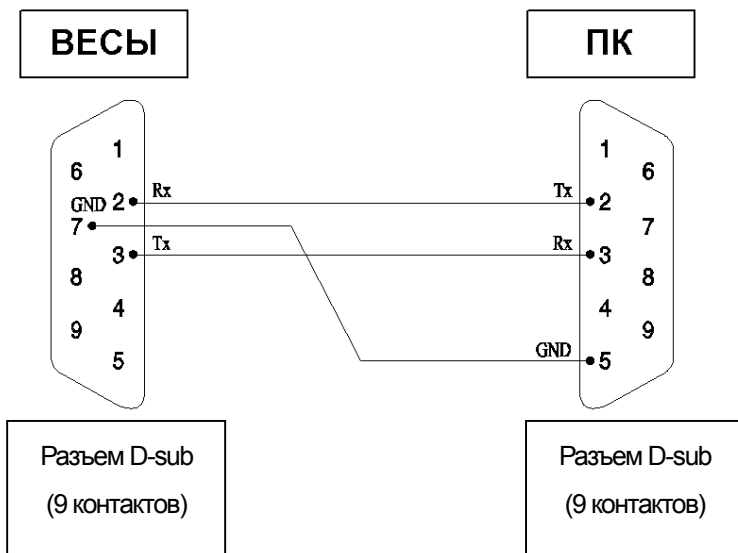 ВЕСЫ
ПК
1
6
2
Rx
GND
7
3
Tx
8
4
9
5
1
6
Tx
2
7
Rx
3
8
4
9
GND
5
Разъем D-sub
(9 контактов)
Разъем D-sub
(9 контактов)